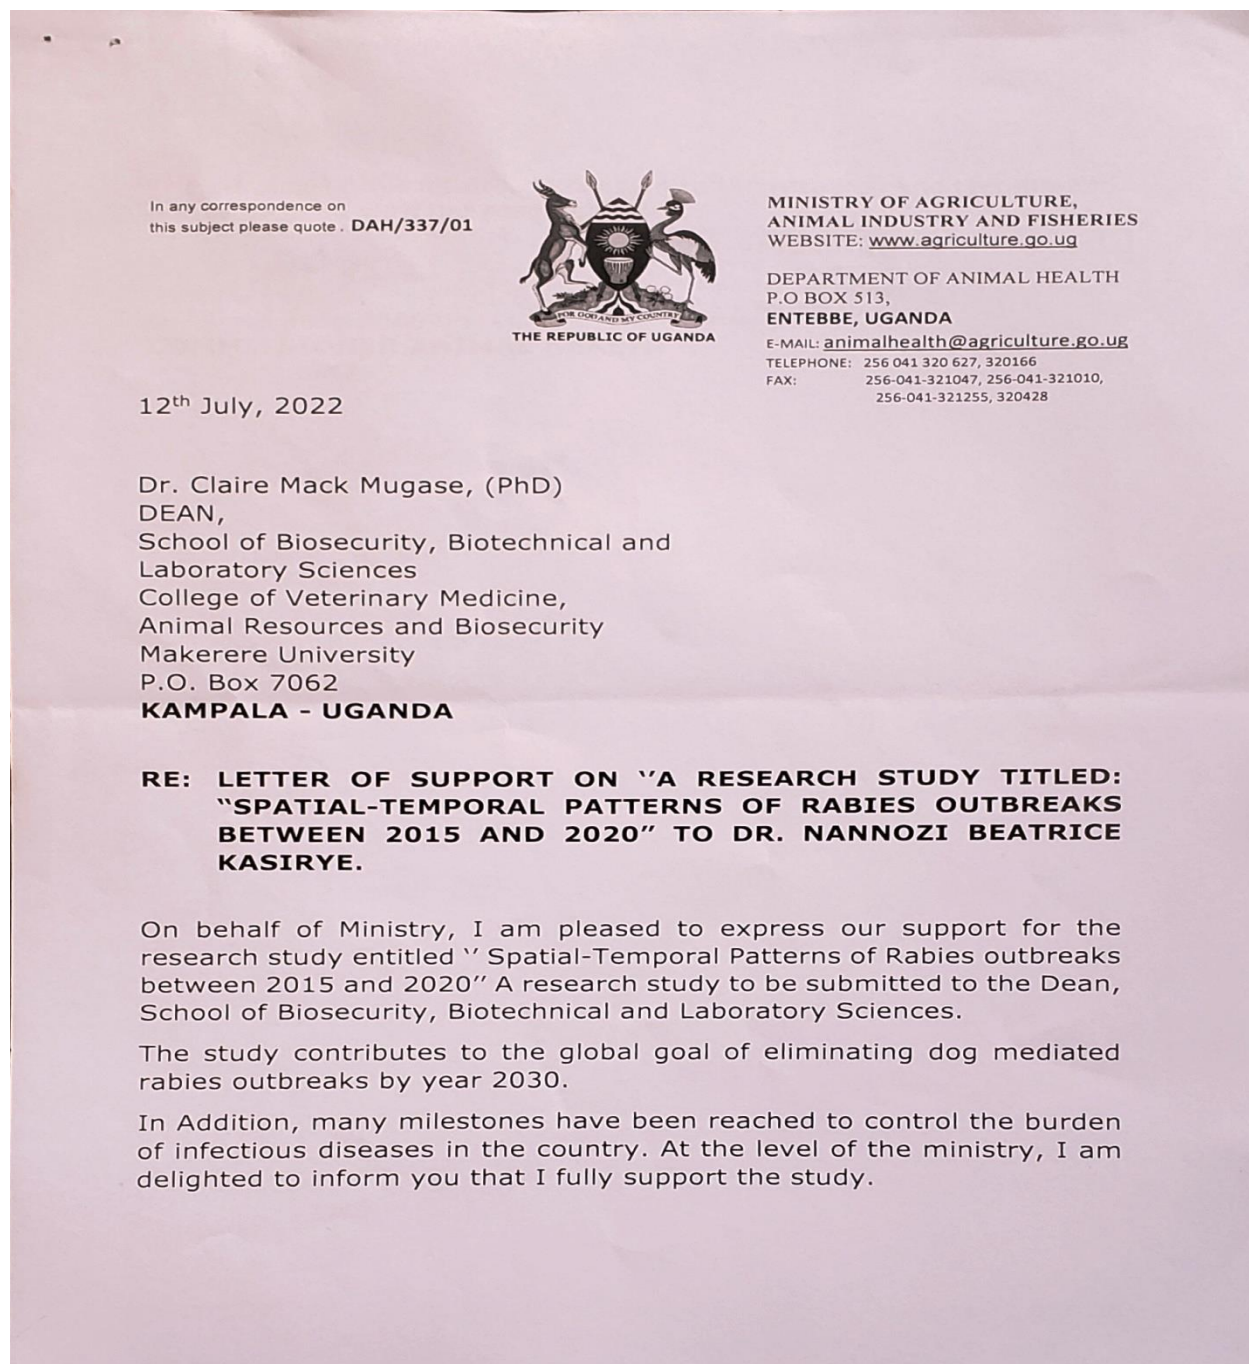 In any correspondence on
this subject please quote . DAH/337/01
FOR GOD AND MY COUNTRY
THE REPUBLIC OF UGANDA
MINISTRY OF AGRICULTURE,
ANIMAL INDUSTRY AND FISHERIES
WEBSITE: www.agriculture.go.ug
DEPARTMENT OF ANIMAL HEALTH
P.O BOX 513,
ENTEBBE, UGANDA
E-MAIL: animalhealth@agriculture.go.ug
TELEPHONE: 256 041 320 627, 320166
FAX: 256-041-321047, 256-041-321010,
256-041-321255, 320428
12th July, 2022
Dr. Claire Mack Mugase, (PhD)
DEAN,
School of Biosecurity, Biotechnical and
Laboratory Sciences
College of Veterinary Medicine,
Animal Resources and Biosecurity
Makerere University
P.O. Box 7062
KAMPALA - UGANDA
RE: LETTER OF SUPPORT ON ‘’A RESEARCH STUDY TITLED:
“SPATIAL-TEMPORAL PATTERNS OF RABIES OUTBREAKS
BETWEEN 2015 AND 2020” TO DR. NANNOZI BEATRICE
KASIRYE.
On behalf of Ministry, I am pleased to express our support for the
research study entitled ‘’ Spatial-Temporal Patterns of Rabies outbreaks
between 2015 and 2020” A research study to be submitted to the Dean,
School of Biosecurity, Biotechnical and Laboratory Sciences.
The study contributes to the global goal of eliminating dog mediated
rabies outbreaks by year 2030.
In Addition, many milestones have been reached to control the burden
of infectious diseases in the country. At the level of the ministry, I am
delighted to inform you that I fully support the study.